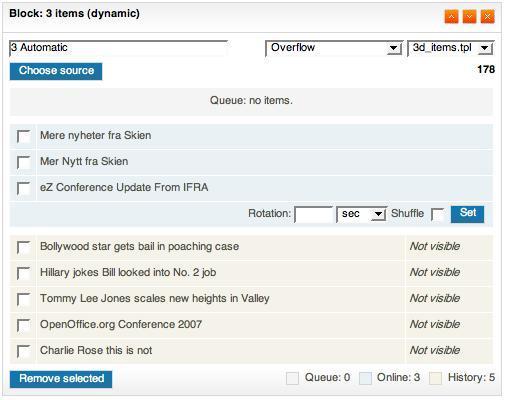 Block: 3 items (dynamic)
3 Automatic Overflow 3d_items.tpl
Choose source 178
Queue: no items.
Mere nyheter fra Skien
Mer Nytt fra Skien
eZ Conference Update From IFRA
Rotation: sec Shuffle Set
Bollywood star gets bail in poaching case Not visible
Hillary jokes Bill looked into No. 2 job Not visible
Tommy Lee Jones scales new heights in Valley Not visible
OpenOffice.org Conference 2007 Not visible
Charlie Rose this is not Not visible
Remove selected Queue: 0 Online: 3 History: 5